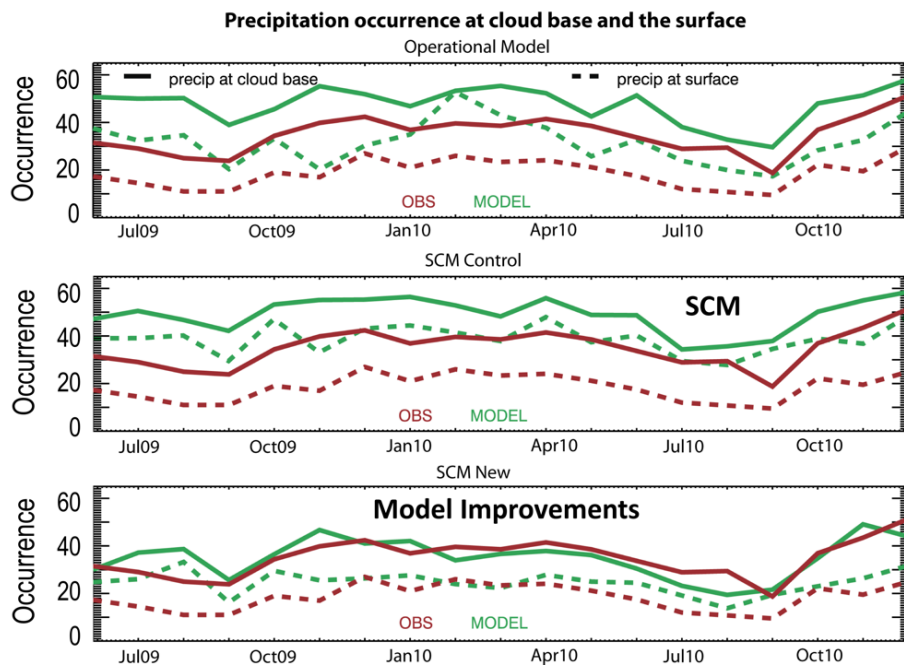 Precipitation occurrence at cloud base and the surface
Operational Model
60
40
20
0
Occurrence
precip at cloud base
precip at surface
OBS MODEL
Jul09 Oct09 Jan10 Apr10 Jul10 Oct10
SCM Control
60
40
20
0
Occurrence
SCM
OBS MODEL
Jul09 Oct09 Jan10 Apr10 Jul10 Oct10
SCM New
60
40
20
0
Occurrence
Model Improvements
OBS MODEL
Jul09 Oct09 Jan10 Apr10 Jul10 Oct10